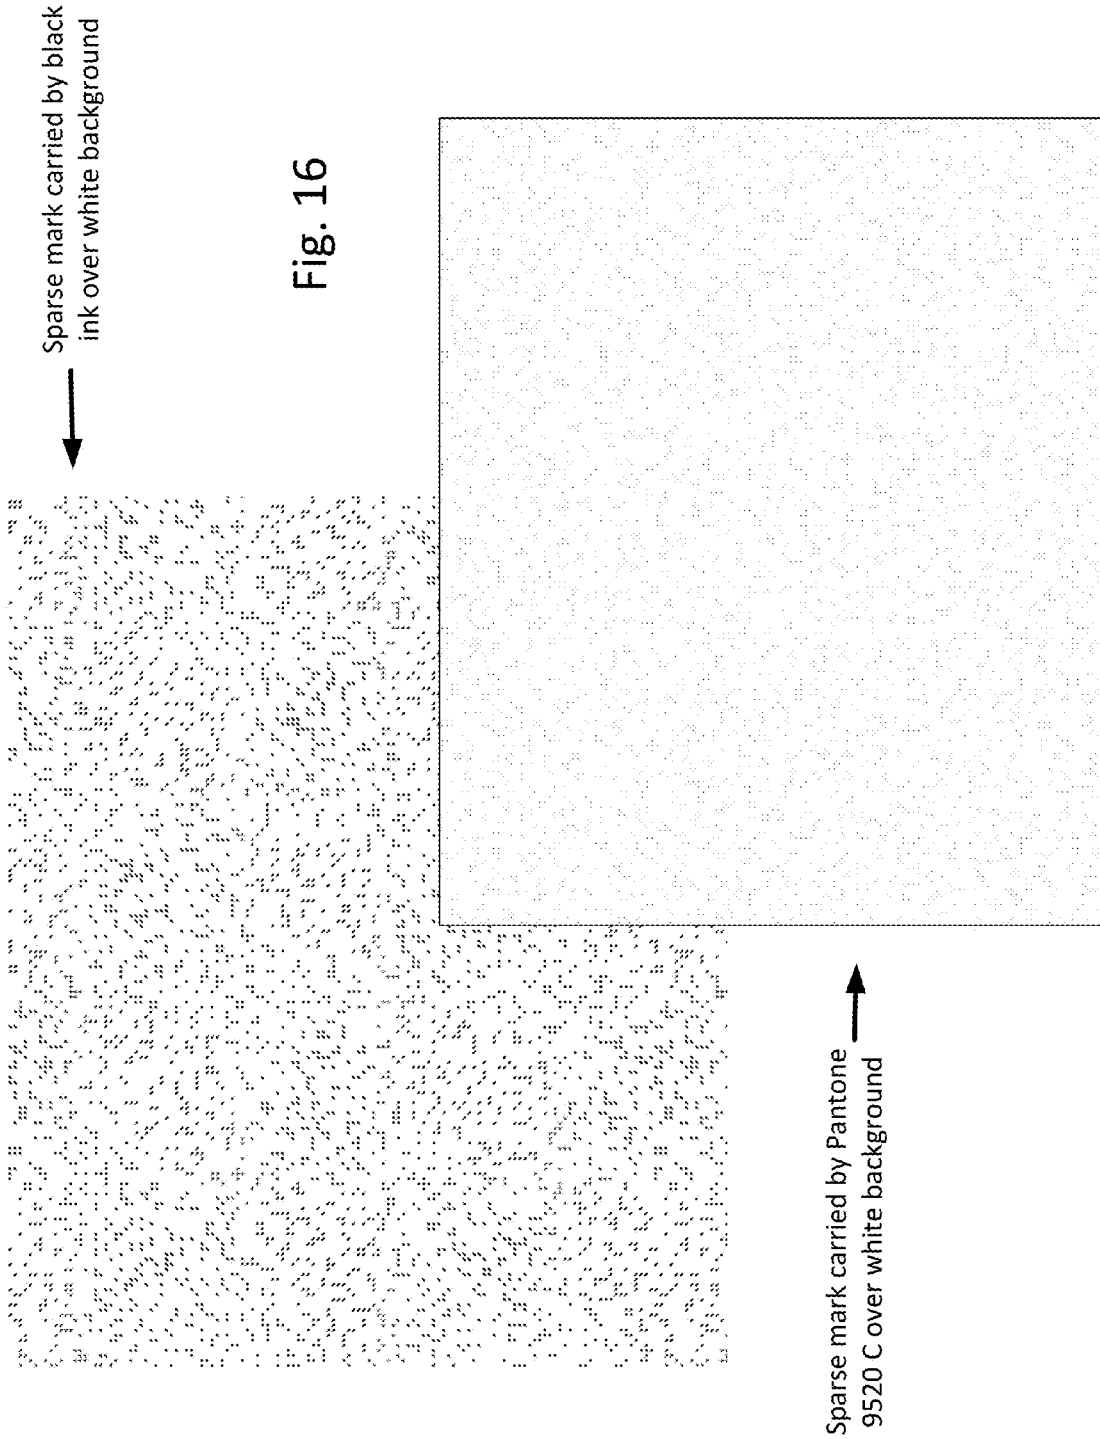 Sparse mark carried by black
ink over white background
Fig. 16
Sparse mark carried by Pantone
9520 C over white background